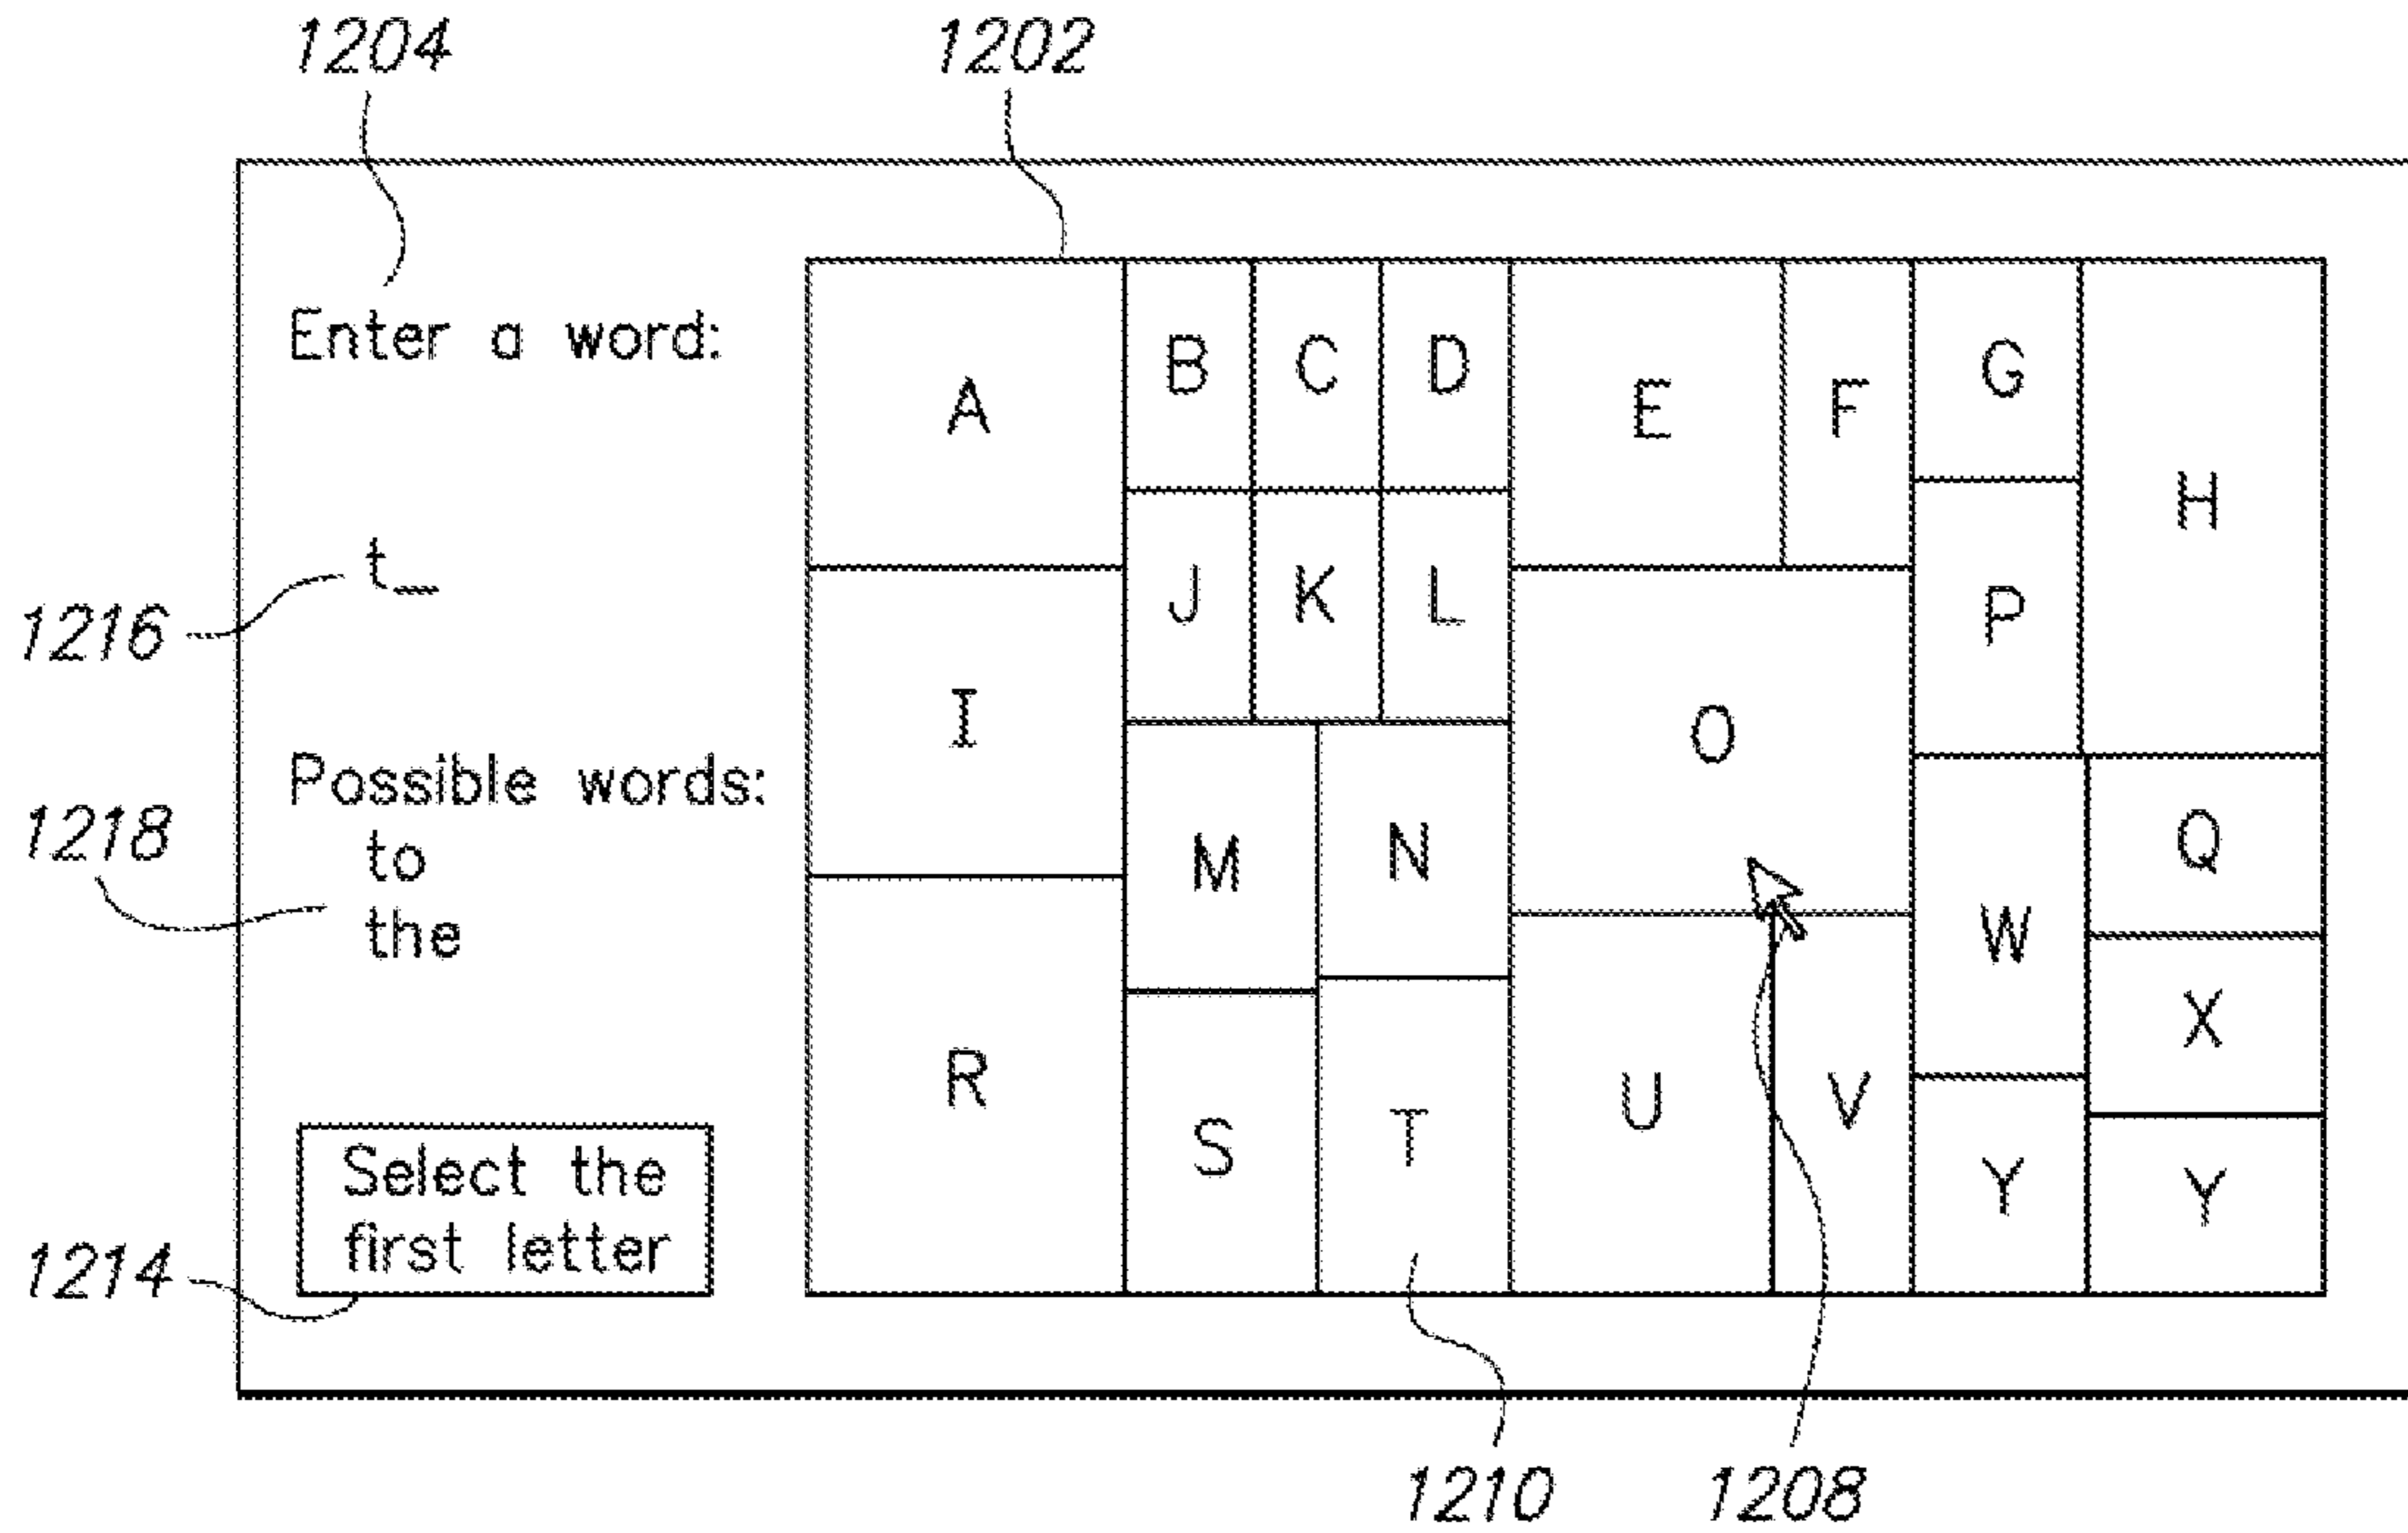 1204 1202
Enter a word:
A B C D E F G H
t_
1216
J K L P
I O
Possible words:
1218
to
the
M N W Q
R S T U V X
Y Y
Select the
first letter
1214
1210 1208